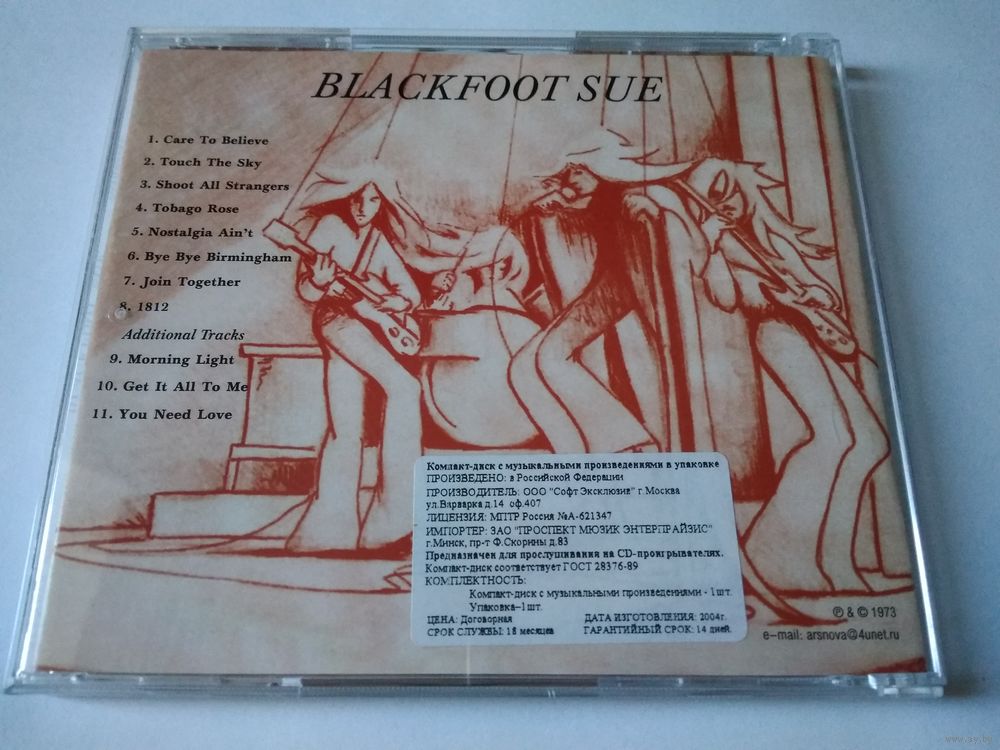 BLACKFOOT SUE
1. Care To Believe
2. Touch The Sky
3. Shoot All Strangers
4. Tobago Rose
5. Nostalgia Ain't
6. Bye Bye Birmingham
7. Join Together
8. 1812
Additional Tracks
9. Morning Light
10. Get It All To Me
11. You Need Love
Компакт-диск с музыкальными произведениями в упаковке
ПРОИЗВЕДЕНО: в Российской Федерации
ПРОИЗВОДИТЕЛЬ: ООО "Софт Эксклюзив" г.Москва
ул.Варварка д.14 оф.407
ЛИЦЕНЗИЯ: МПТР Россия №А-621347
ИМПОРТЕР: ЗАО "ПРОСПЕКТ МЮЗИК ЭНТЕРПРАЙЗИС"
г.Минск, пр-т Ф.Скорины д.83
Предназначен для прослушивания на CD-проигрывателях.
Компакт-диск соответствует ГОСТ 28376-89
КОМПЛЕКТНОСТЬ:
Компакт-диск с музыкальными произведениями - 1шт.
Упаковка-1шт.
ЦЕНА: Договорная ДАТА ИЗГОТОВЛЕНИЯ: 2004г.
СРОК СЛУЖБЫ: 18 месяцев ГАРАНТИЙНЫЙ СРОК: 14 дней.
℗ & © 1973
e-mail: arsnova@4unet.ru
www.ay.by